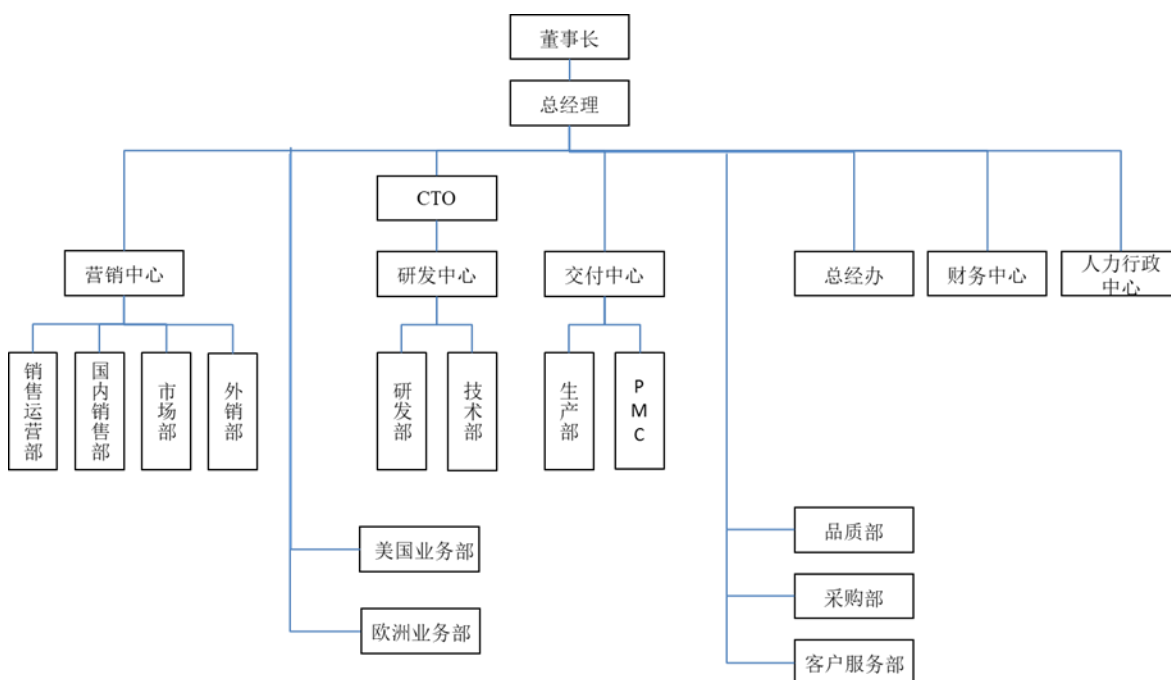 董事长
总经理
CTO
营销中心
研发中心
交付中心
总经办
财务中心
人力行政
中心
销售运营部
国内销售部
市场部
外销部
研发部
技术部
生产部
PMC
美国业务部
欧洲业务部
品质部
采购部
客户服务部